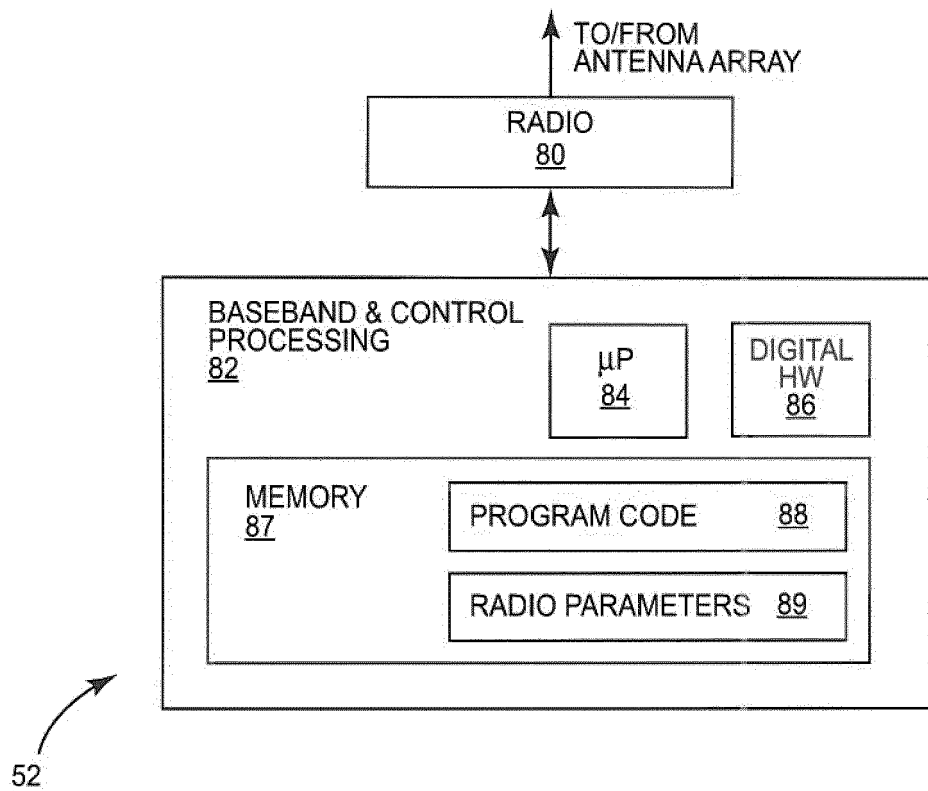 TO/FROM
ANTENNA ARRAY
RADIO
80
BASEBAND & CONTROL
PROCESSING
82
μP
84
DIGITAL
HW
86
MEMORY
87
PROGRAM CODE 88
RADIO PARAMETERS 89
52